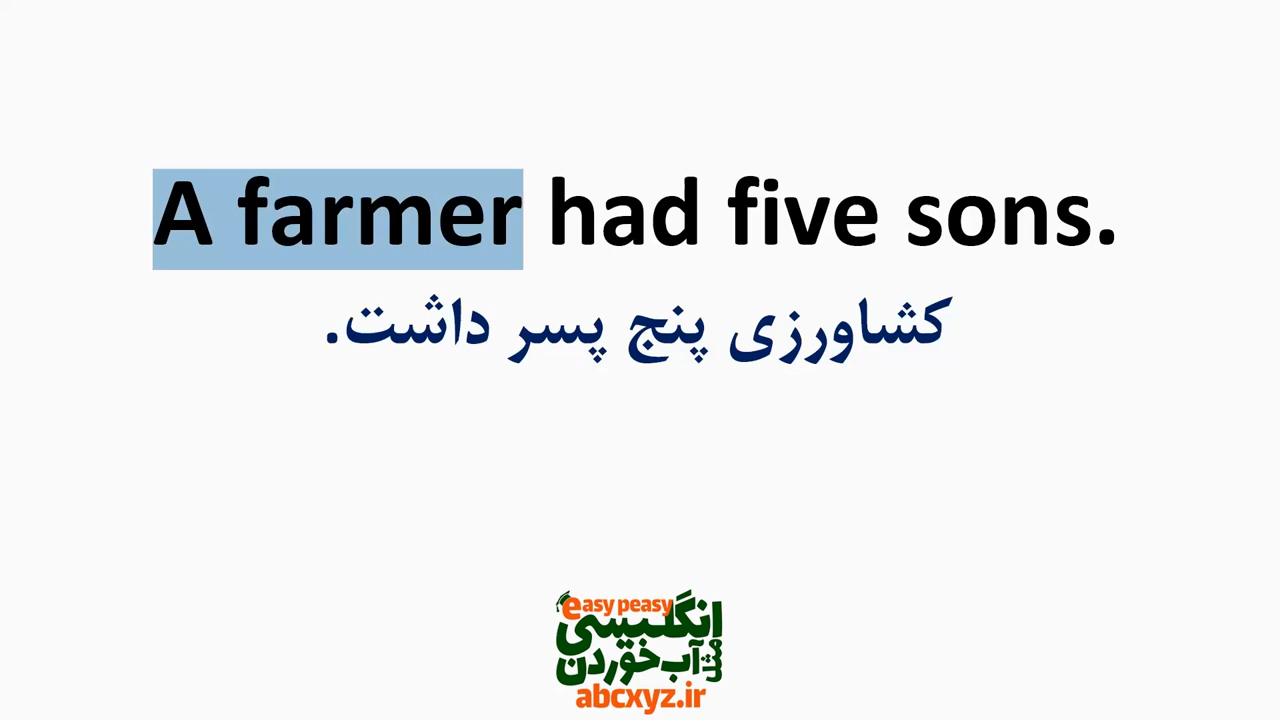 A farmer had five sons.
کشاورزی پنج پسر داشت.
easy peasy
انگلیسی
مثل آب خوردن
abcxyz.ir